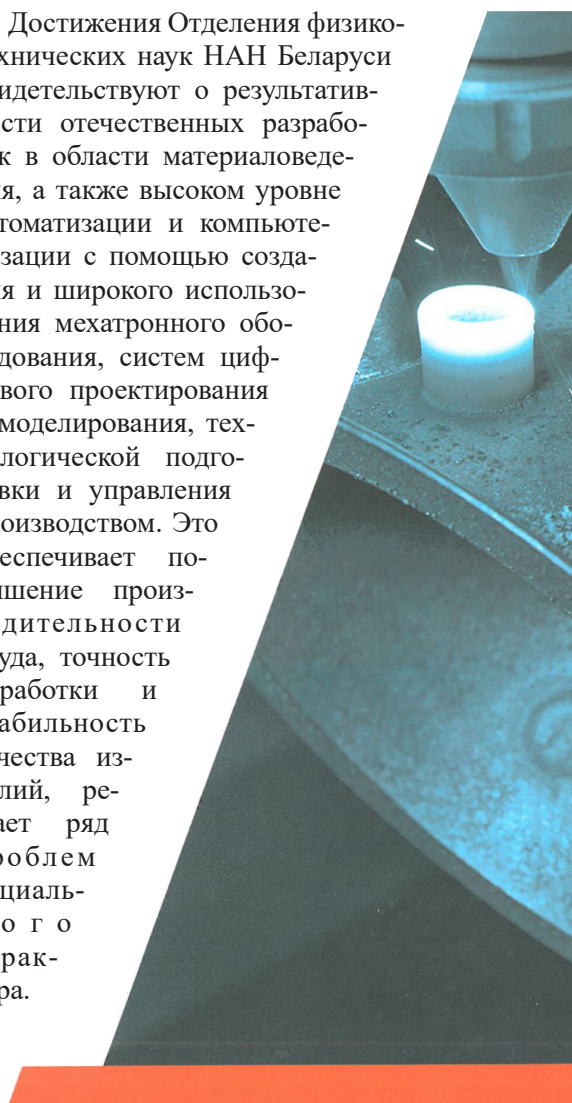 Достижения Отделения физико-
хнических наук НАН Беларуси
идетельствуют о результатив-
сти отечественных разрабо-
к в области материаловеде-
я, а также высоком уровне
томатизации и компьюте-
зации с помощью созда-
я и широкого использо-
ния мехатронного обо-
дования, систем циф-
вого проектирования
моделирования, тех-
логической подго-
вки и управления
оизводством. Это
еспечивает по-
ышение произ-
дительности
уда, точность
работки и
абильность
чества из-
лий, ре-
ает ряд
роблем
циаль-
ого
рак-
ра.